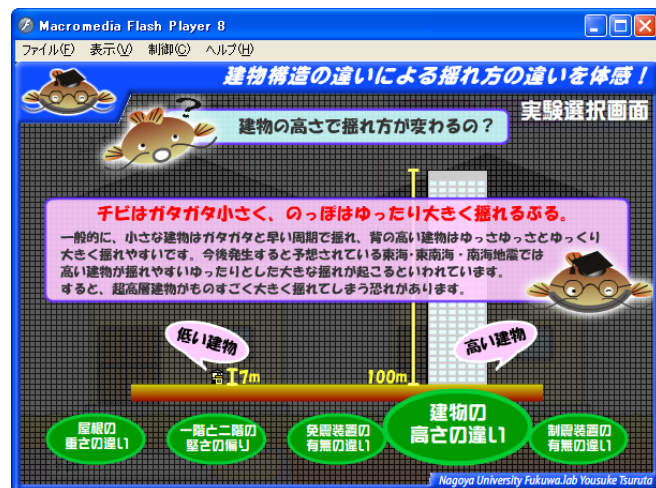 Macromedia Flash Player 8
ファイル(F) 表示(V) 制御(C) ヘルプ(H)
建物構造の違いによる揺れ方の違いを体感！
実験選択画面
?
建物の高さで揺れ方が変わるの？
チビはガタガタ小さく、のっぽはゆったり大きく揺れるぶる。
一般的に、小さな建物はガタガタと早い周期で揺れ、背の高い建物はゆっさゆっさとゆっくり
大きく揺れやすいです。今後発生すると予想されている東海・東南海・南海地震では
高い建物が揺れやすいゆったりとした大きな揺れが起こるといわれています。
すると、超高層建物がものすごく大きく揺れてしまう恐れがあります。
低い建物
高い建物
7m
100m
屋根の
重さの違い
一階と二階の
堅さの偏り
免震装置の
有無の違い
建物の
高さの違い
制震装置の
有無の違い
Nagoya University Fukuwa.lab Yousuke Tsuruta